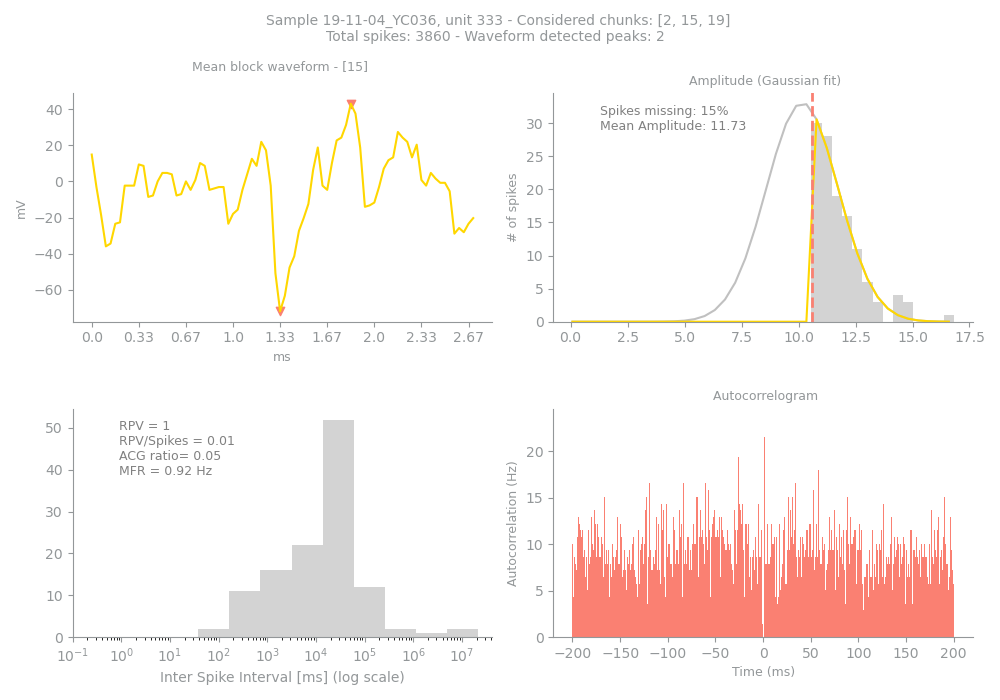 Sample 19-11-04_YC036, unit 333 - Considered chunks: [2, 15, 19]
Total spikes: 3860 - Waveform detected peaks: 2
Mean block waveform - [15]
40
20
0
−20
−40
−60
mV
0.0 0.33 0.67 1.0 1.33 1.67 2.0 2.33 2.67
ms
Amplitude (Gaussian fit)
Spikes missing: 15%
Mean Amplitude: 11.73
30
25
20
15
10
5
0
# of spikes
0.0 2.5 5.0 7.5 10.0 12.5 15.0 17.5
RPV = 1
RPV/Spikes = 0.01
ACG ratio= 0.05
MFR = 0.92 Hz
50
40
30
20
10
0
10⁻¹ 10⁰ 10¹ 10² 10³ 10⁴ 10⁵ 10⁶ 10⁷
Inter Spike Interval [ms] (log scale)
Autocorrelogram
20
15
10
5
0
Autocorrelation (Hz)
−200 −150 −100 −50 0 50 100 150 200
Time (ms)